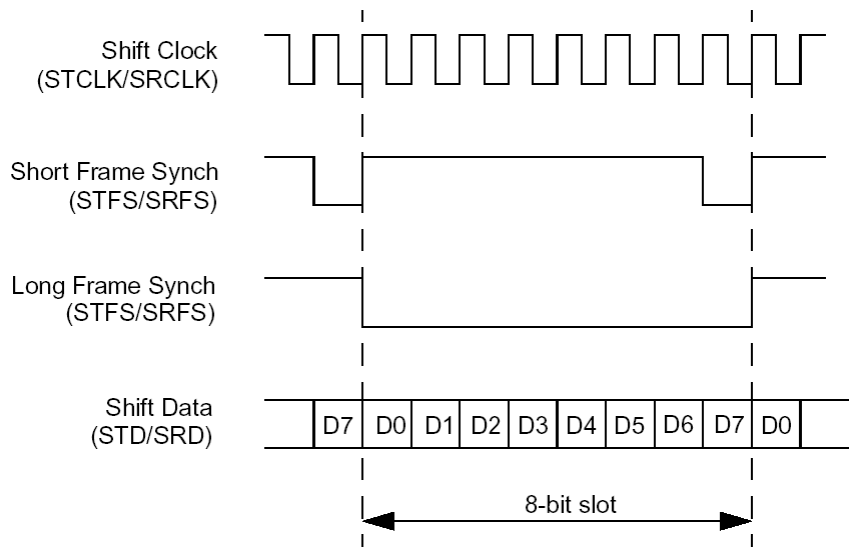 Shift Clock
(STCLK/SRCLK)
Short Frame Synch
(STFS/SRFS)
Long Frame Synch
(STFS/SRFS)
Shift Data
(STD/SRD)
D7 D0 D1 D2 D3 D4 D5 D6 D7 D0
8-bit slot